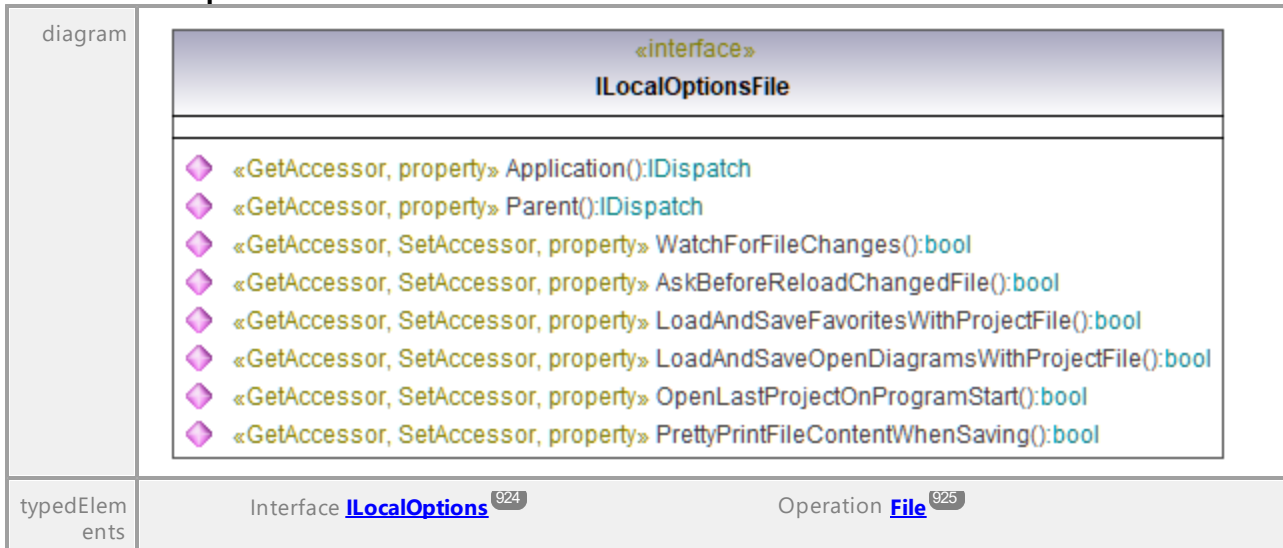 diagram
«interface»
ILocalOptionsFile
«GetAccessor, property» Application():IDispatch
«GetAccessor, property» Parent():IDispatch
«GetAccessor, SetAccessor, property» WatchForFileChanges():bool
«GetAccessor, SetAccessor, property» AskBeforeReloadChangedFile():bool
«GetAccessor, SetAccessor, property» LoadAndSaveFavoritesWithProjectFile():bool
«GetAccessor, SetAccessor, property» LoadAndSaveOpenDiagramsWithProjectFile():bool
«GetAccessor, SetAccessor, property» OpenLastProjectOnProgramStart():bool
«GetAccessor, SetAccessor, property» PrettyPrintFileContentWhenSaving():bool
typedElem
ents
Interface ILocalOptions 924
Operation File 925